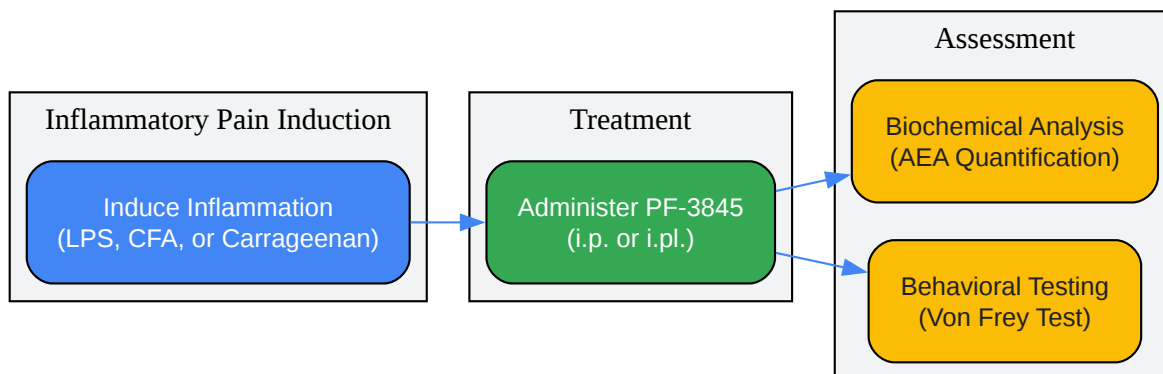 Inflammatory Pain Induction
Induce Inflammation
(LPS, CFA, or Carrageenan)
Treatment
Administer PF-3845
(i.p. or i.pl.)
Assessment
Biochemical Analysis
(AEA Quantification)
Behavioral Testing
(Von Frey Test)